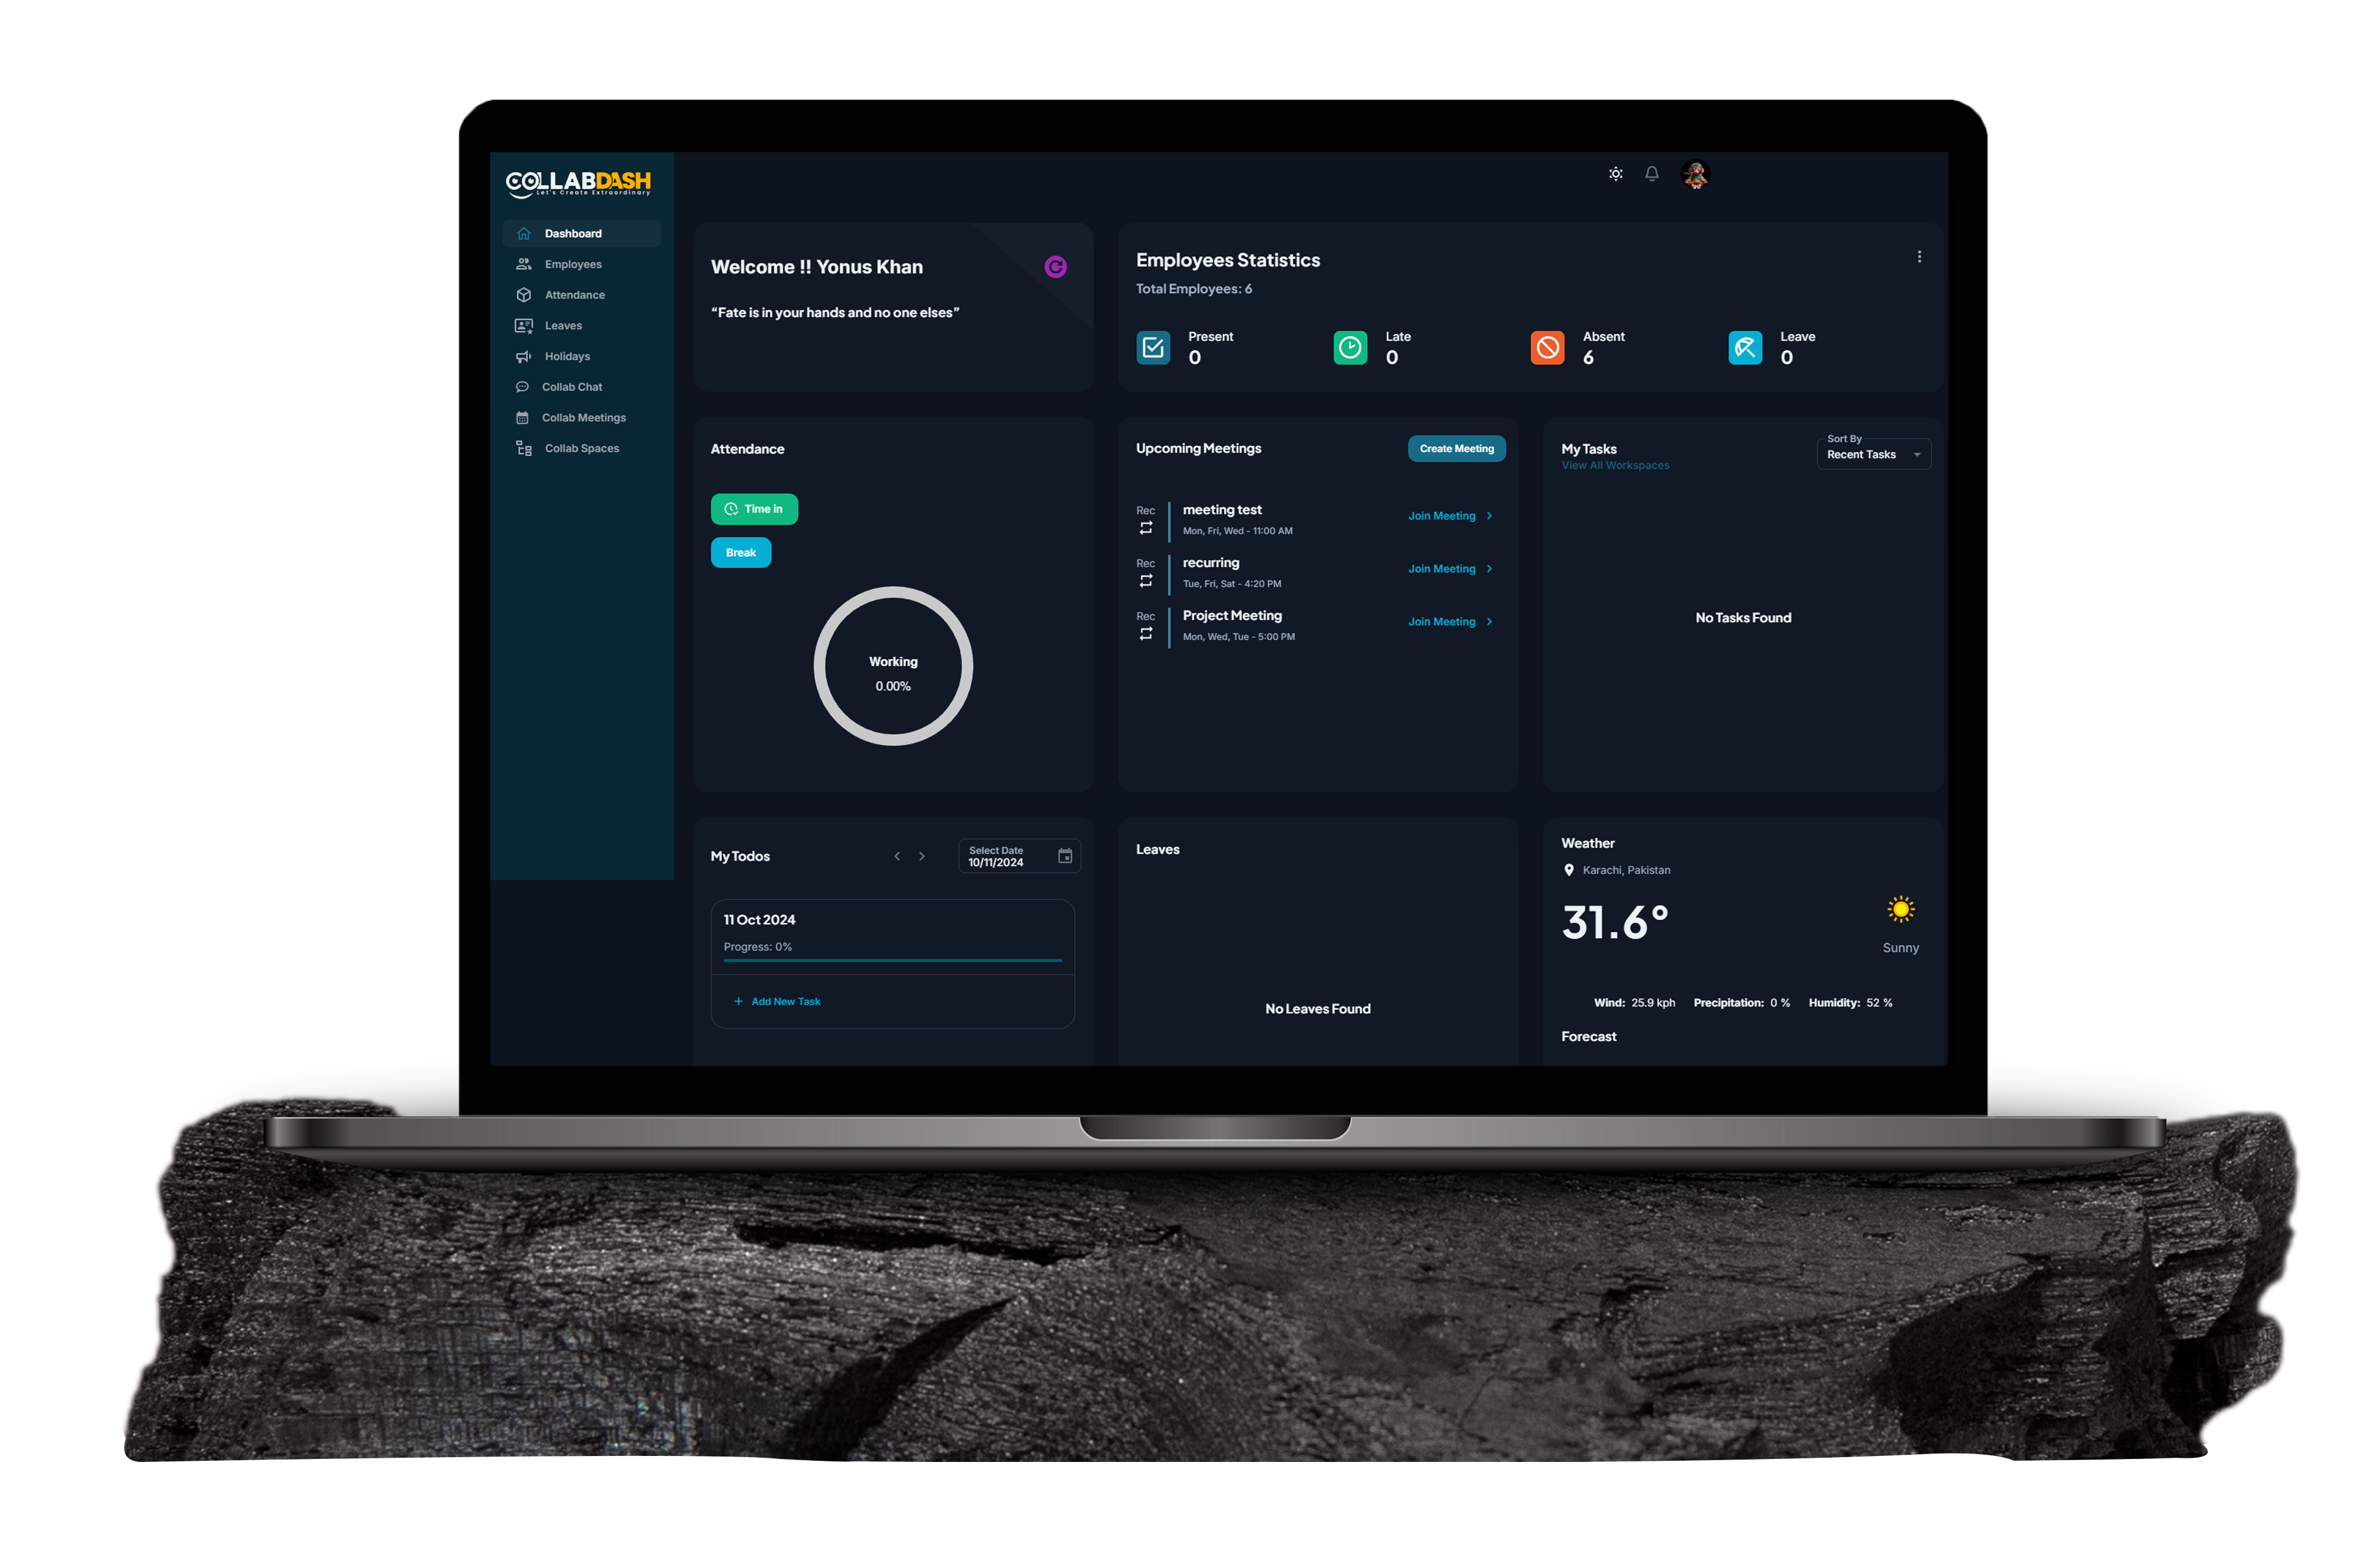 COLLABDASH
Let's Create Extraordinary
Dashboard
Employees
Attendance
Leaves
Holidays
Collab Chat
Collab Meetings
Collab Spaces
Welcome !! Yonus Khan
“Fate is in your hands and no one elses”
Employees Statistics
Total Employees: 6
Present
0
Late
0
Absent
6
Leave
0
Attendance
Time in
Break
Working
0.00%
Upcoming Meetings
Create Meeting
Rec
meeting test
Mon, Fri, Wed - 11:00 AM
Join Meeting
Rec
recurring
Tue, Fri, Sat - 4:20 PM
Join Meeting
Rec
Project Meeting
Mon, Wed, Tue - 5:00 PM
Join Meeting
My Tasks
View All Workspaces
Sort By
Recent Tasks
No Tasks Found
My Todos
Select Date
10/11/2024
11 Oct 2024
Progress: 0%
+ Add New Task
Leaves
No Leaves Found
Weather
Karachi, Pakistan
31.6°
Sunny
Wind: 25.9 kph Precipitation: 0 % Humidity: 52 %
Forecast